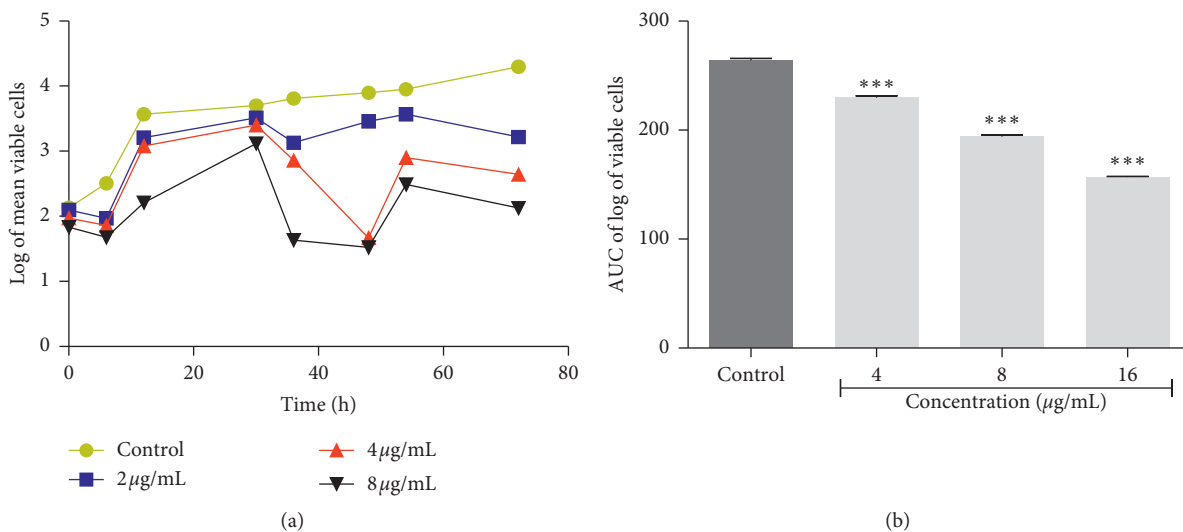 5
4
3
2
1
0
Log of mean viable cells
0
20
40
60
80
Time (h)
Control
2μg/mL
4μg/mL
8μg/mL
(a)
300
200
100
0
AUC of log of viable cells
***
***
***
Control
4
8
16
Concentration (μg/mL)
(b)